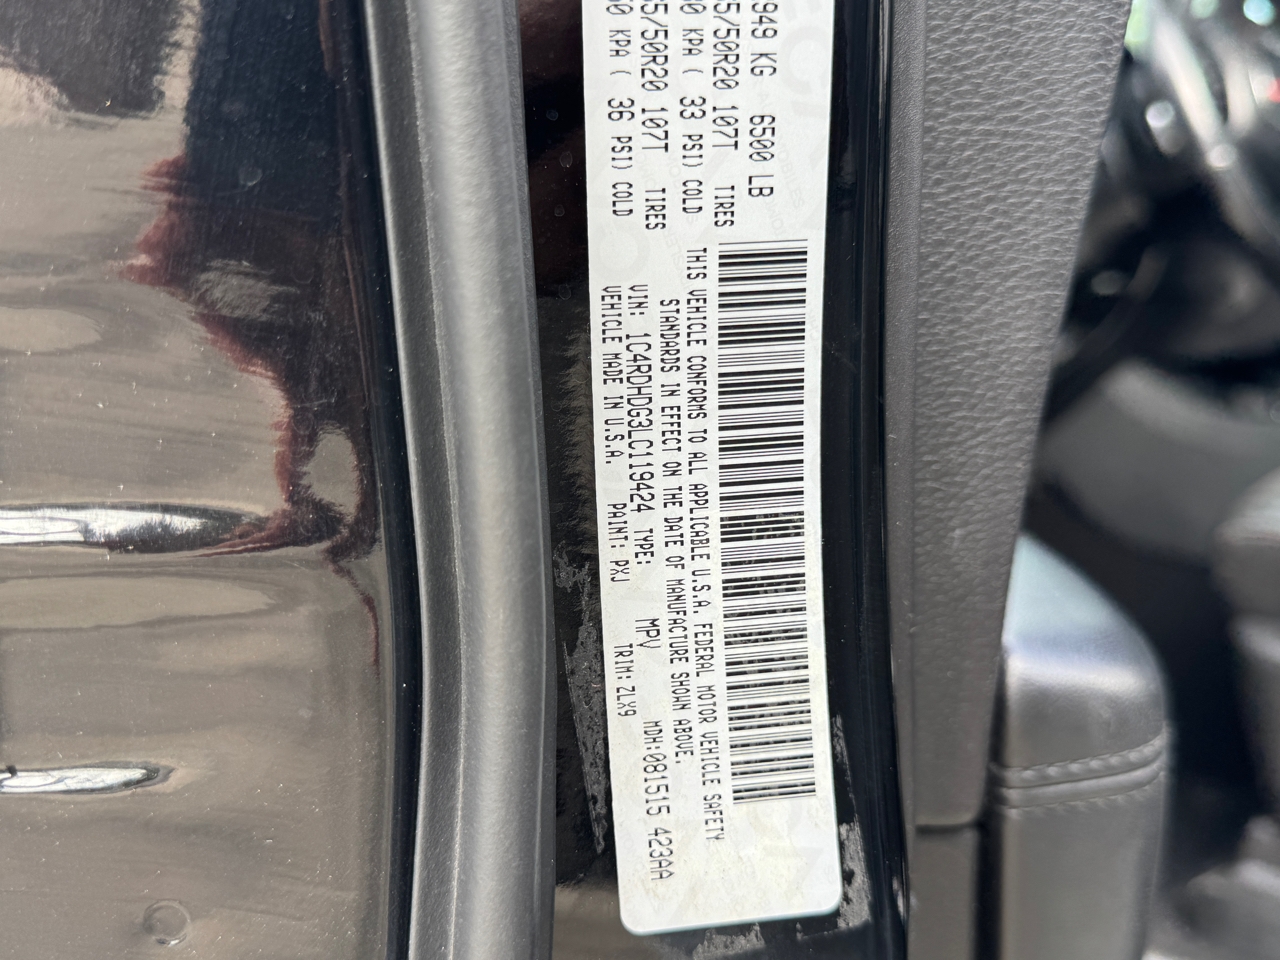 949 KG 6500 LB
5/50R20 107T TIRES
0 KPA ( 33 PSI) COLD
5/50R20 107T TIRES
0 KPA ( 36 PSI) COLD
THIS VEHICLE CONFORMS TO ALL APPLICABLE U.S.A. FEDERAL MOTOR VEHICLE SAFETY
STANDARDS IN EFFECT ON THE DATE OF MANUFACTURE SHOWN ABOVE.
VIN: 1C4RDHDG3LC119424 TYPE: MPV MDH:081515 423AA
VEHICLE MADE IN U.S.A. PAINT: PXJ TRIM: ZLX9